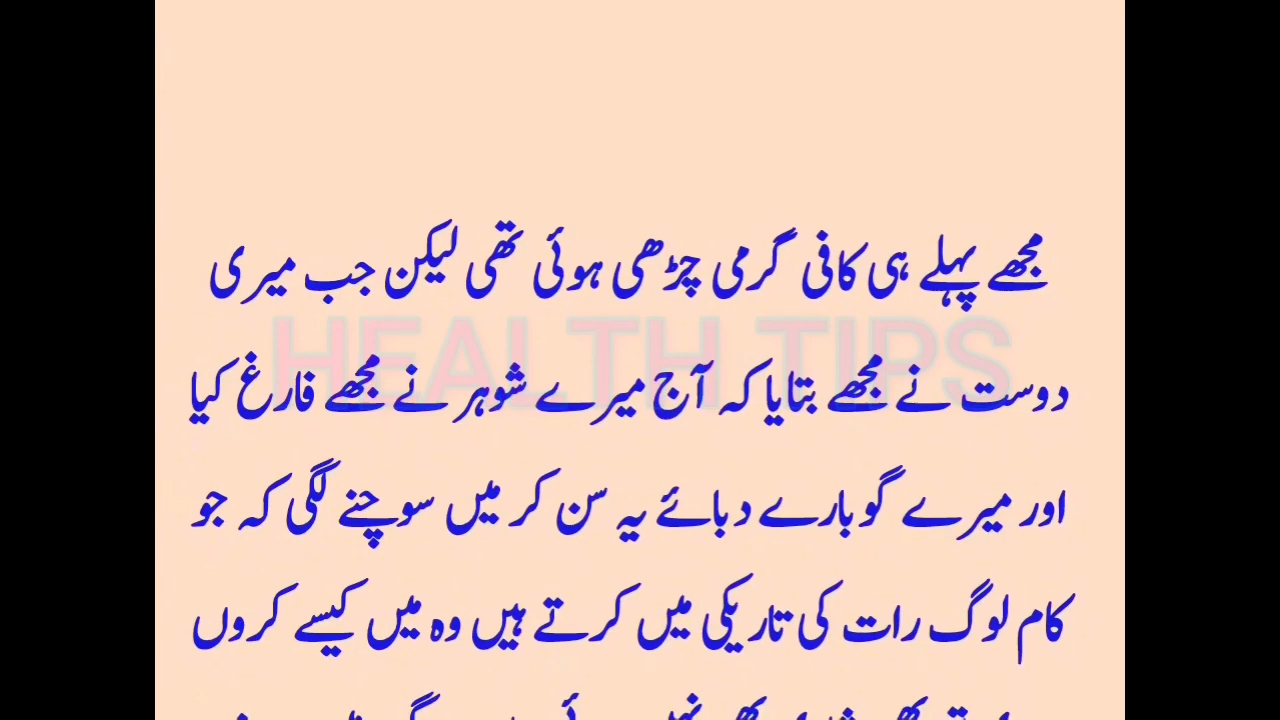 مجھے پہلے ہی کافی گرمی چڑھی ہوئی تھی لیکن جب میری
HEALTH TIPS
دوست نے مجھے بتایا کہ آج میرے شوہر نے مجھے فارغ کیا
اور میرے گوبارے دبائے یہ سن کر میں سوچنے لگی کہ جو
کام لوگ رات کی تاریکی میں کرتے ہیں وہ میں کیسے کروں